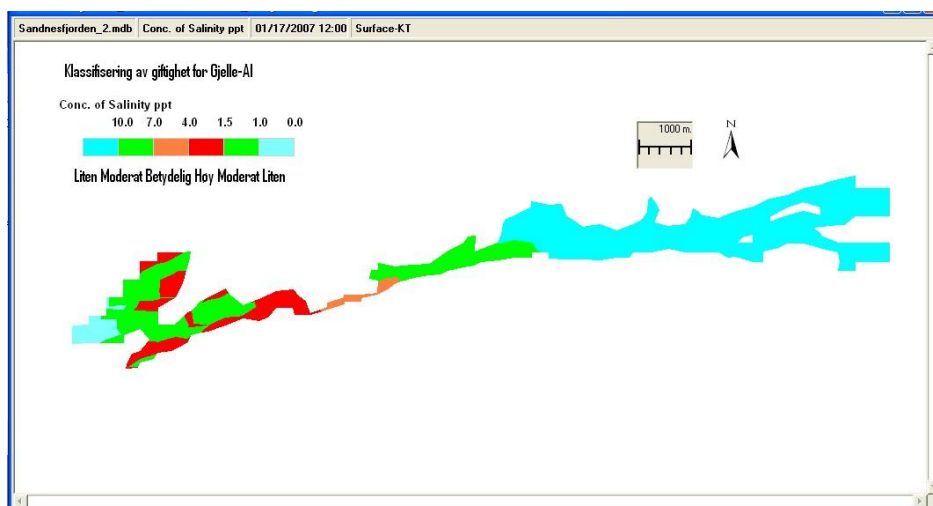 Sandnesfjorden_2.mdb Conc. of Salinity ppt 01/17/2007 12:00 Surface-KT
Klassifisering av giftighet for Gjelle-Al
Conc. of Salinity ppt
10.0 7.0 4.0 1.5 1.0 0.0
Liten Moderat Betydelig Høy Moderat Liten
1000 m.
N